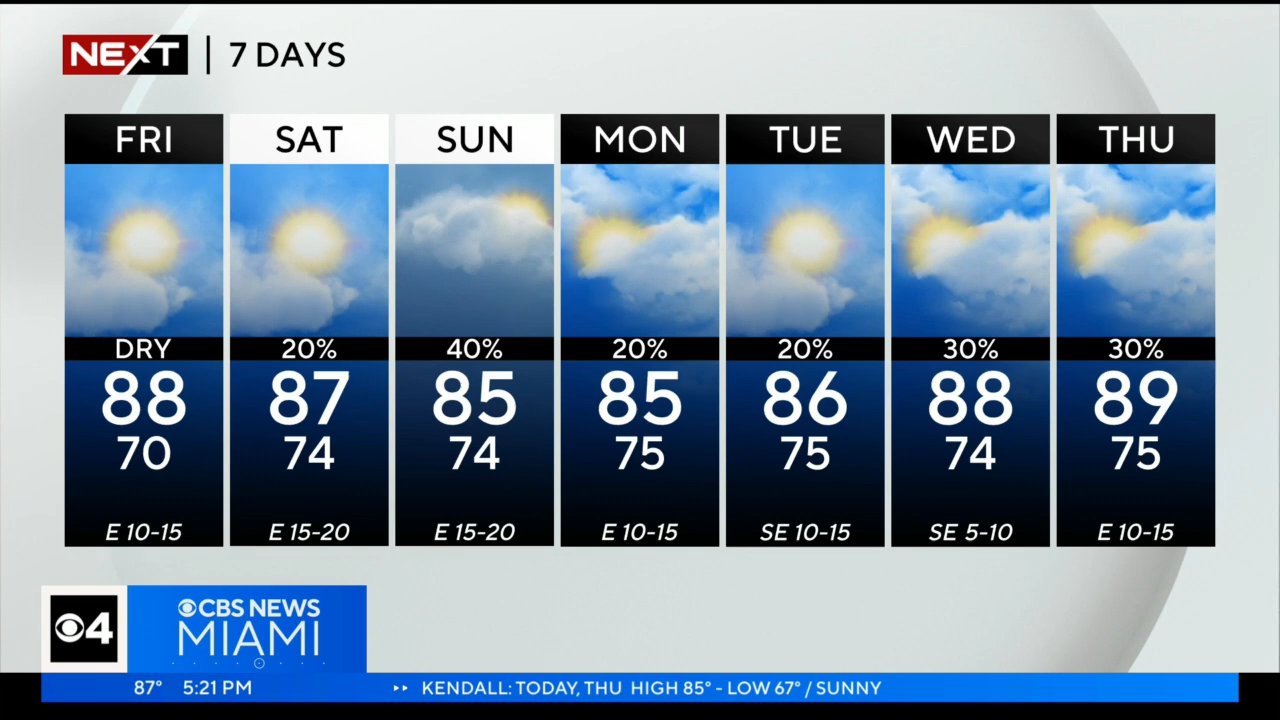 NEXT | 7 DAYS
FRI SAT SUN MON TUE WED THU
DRY 20% 40% 20% 20% 30% 30%
88 87 85 85 86 88 89
70 74 74 75 75 74 75
E 10-15 E 15-20 E 15-20 E 10-15 SE 10-15 SE 5-10 E 10-15
4 CBS NEWS
MIAMI
87° 5:21 PM KENDALL: TODAY, THU HIGH 85° - LOW 67° / SUNNY